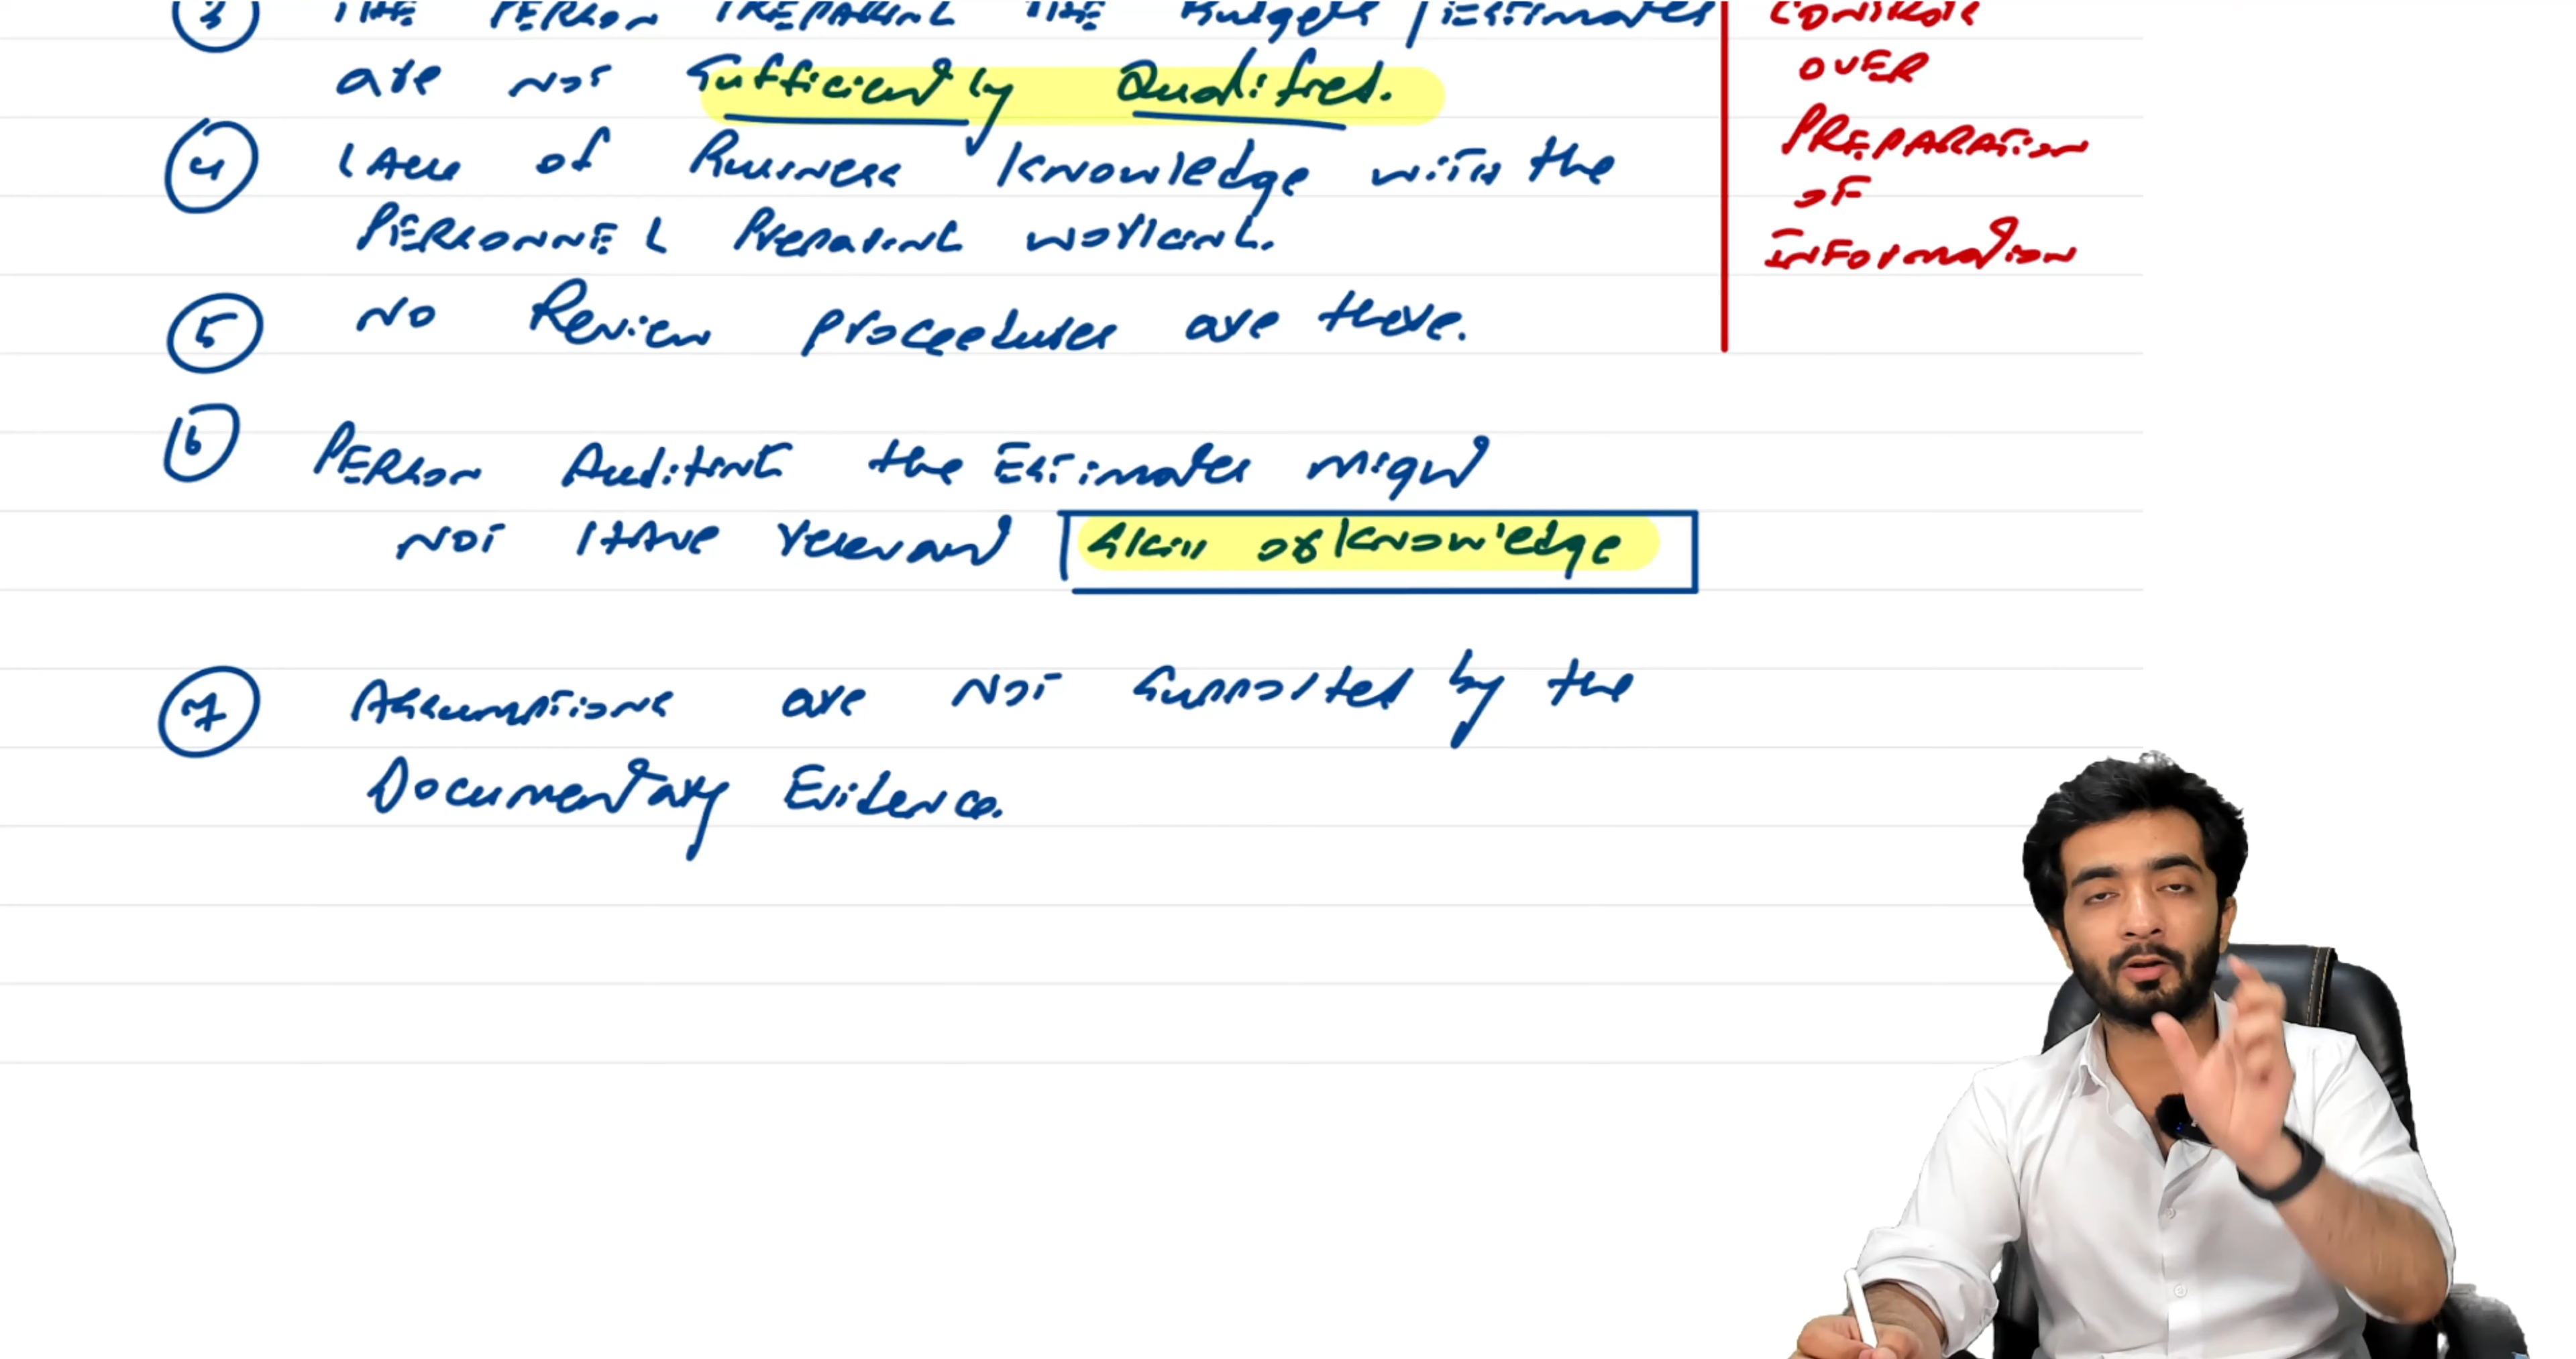 3 THE PERSON PREPARING THE Budgets / Estimates
are not Sufficiently Qualified.
4 LACK of Business knowledge with the
PERSONNEL Preparing working.
5 No Review procedures are there.
6 PERSON Auditing the Estimates might
NOT HAVE relevant Skill or knowledge
7 Assumptions are NOT Supported by the
Documentary Evidence.
CONTROLS
OVER
PREPARATION
OF
INFORMATION